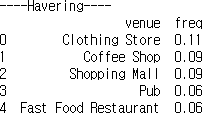 ----Havering----
venue freq
0 Clothing Store 0.11
1 Coffee Shop 0.09
2 Shopping Mall 0.09
3 Pub 0.06
4 Fast Food Restaurant 0.06